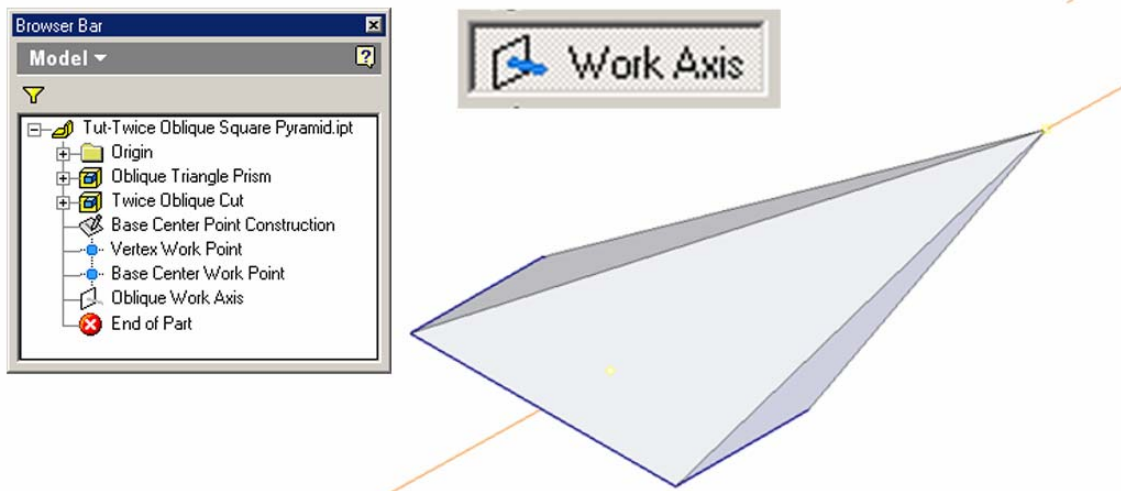 Browser Bar
Model
Tut-Twice Oblique Square Pyramid.ipt
Origin
Oblique Triangle Prism
Twice Oblique Cut
Base Center Point Construction
Vertex Work Point
Base Center Work Point
Oblique Work Axis
End of Part
Work Axis